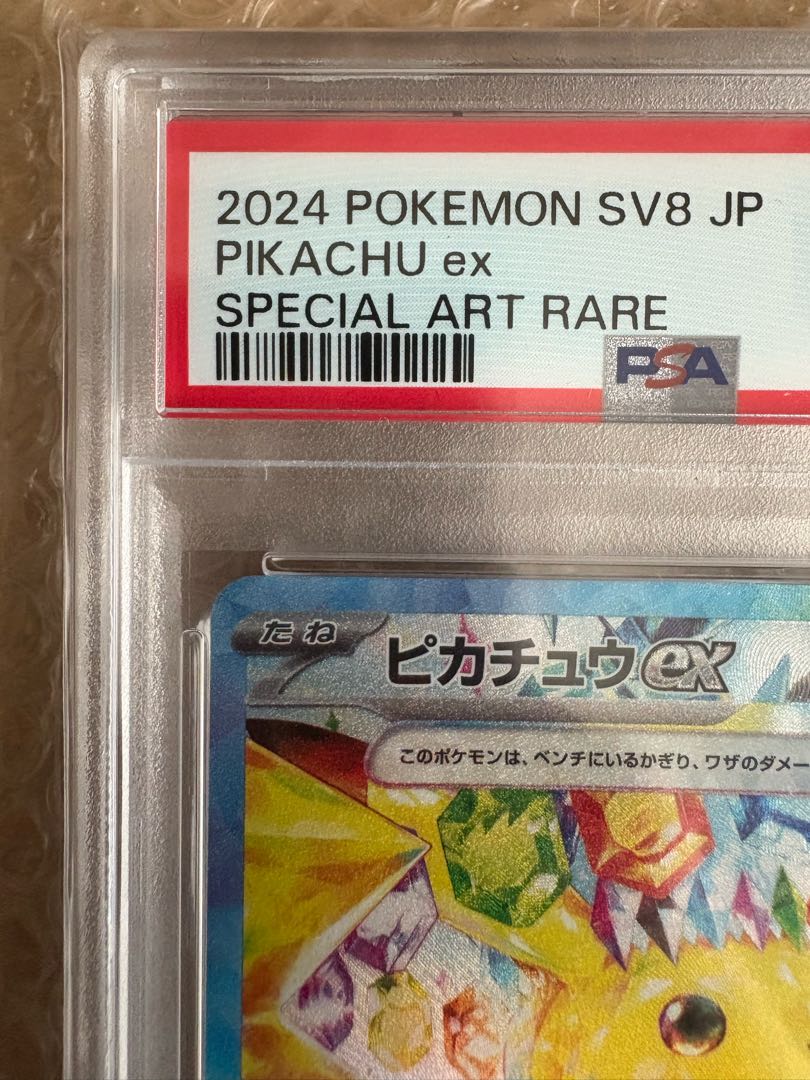 2024 POKEMON SV8 JP
PIKACHU ex
SPECIAL ART RARE
PSA
たね
ピカチュウex
このポケモンは、ベンチにいるかぎり、ワザのダメー